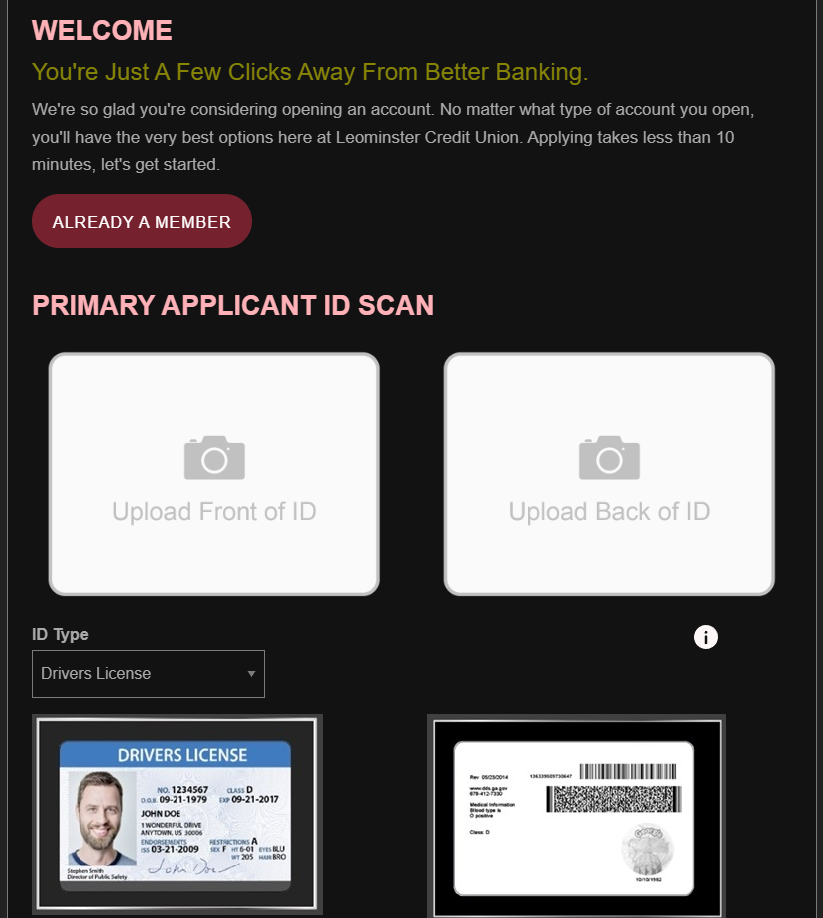 WELCOME
You're Just A Few Clicks Away From Better Banking.
We're so glad you're considering opening an account. No matter what type of account you open,
you'll have the very best options here at Leominster Credit Union. Applying takes less than 10
minutes, let's get started.
ALREADY A MEMBER
PRIMARY APPLICANT ID SCAN
Upload Front of ID
Upload Back of ID
ID Type
i
Drivers License
DRIVERS LICENSE
NO. 1234567 CLASS D
D.O.B. 09-21-1979 EXP 09-21-2017
JOHN DOE
1 WONDERFUL DRIVE
ANYTOWN, US 30006
ENDORSEMENTS RESTRICTIONS A
ISS 03-21-2009 SEX F HT 6-01 EYES BLU
WT 205 HAIR BRO
John Doe
Stephen Smith
Director of Public Safety
Rev 05/23/2014
www.dds.ga.gov
678-412-7330
Medical Information
Blood type is
O positive
Class: D
10/10/1982